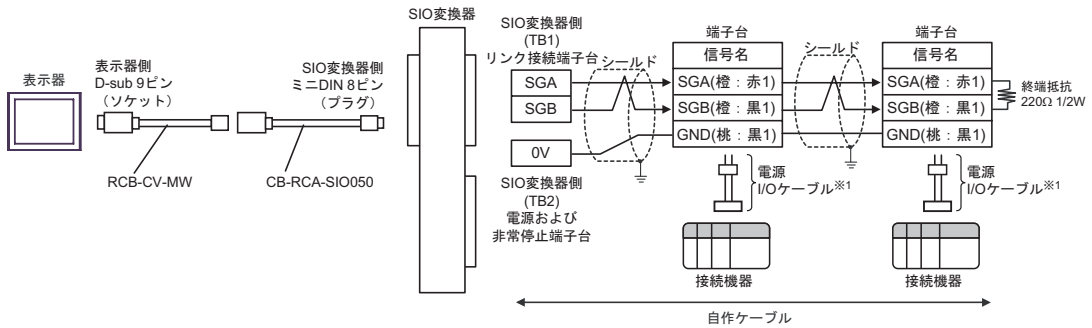 表示器
表示器側
D-sub 9ピン
（ソケット）
RCB-CV-MW
SIO変換器側
ミニDIN 8ピン
（プラグ）
CB-RCA-SIO050
SIO変換器
SIO変換器側
(TB1)
リンク接続端子台
SGA
SGB
0V
SIO変換器側
(TB2)
電源および
非常停止端子台
シールド
端子台
信号名
SGA(橙：赤1)
SGB(橙：黒1)
GND(桃：黒1)
電源
I/Oケーブル※1
接続機器
シールド
端子台
信号名
SGA(橙：赤1)
SGB(橙：黒1)
GND(桃：黒1)
終端抵抗
220Ω 1/2W
電源
I/Oケーブル※1
接続機器
自作ケーブル